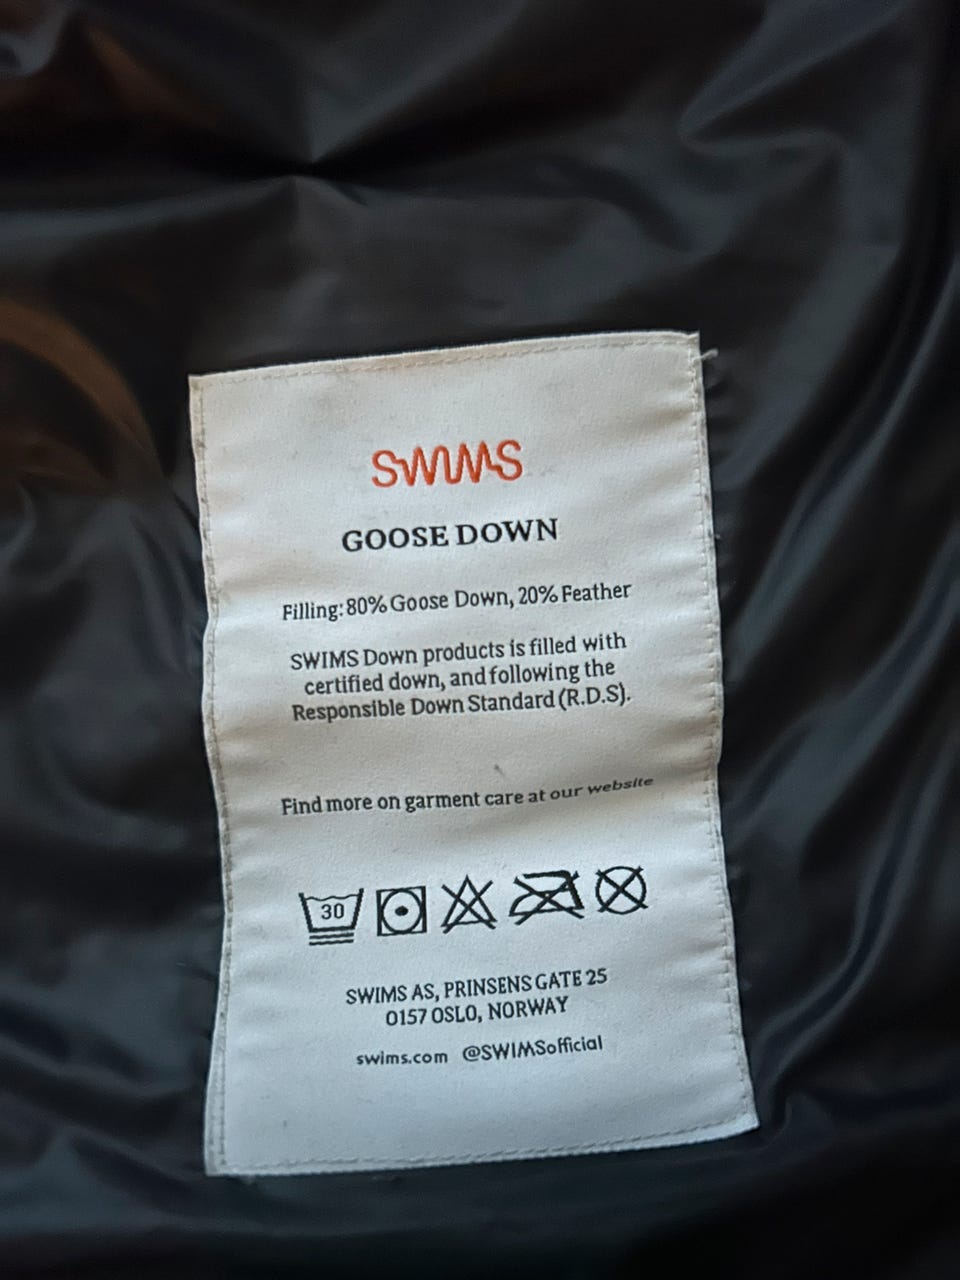 SWIMS
GOOSE DOWN
Filling: 80% Goose Down, 20% Feather
SWIMS Down products is filled with
certified down, and following the
Responsible Down Standard (R.D.S).
Find more on garment care at our website
30
SWIMS AS, PRINSENS GATE 25
0157 OSLO, NORWAY
swims.com @SWIMSofficial